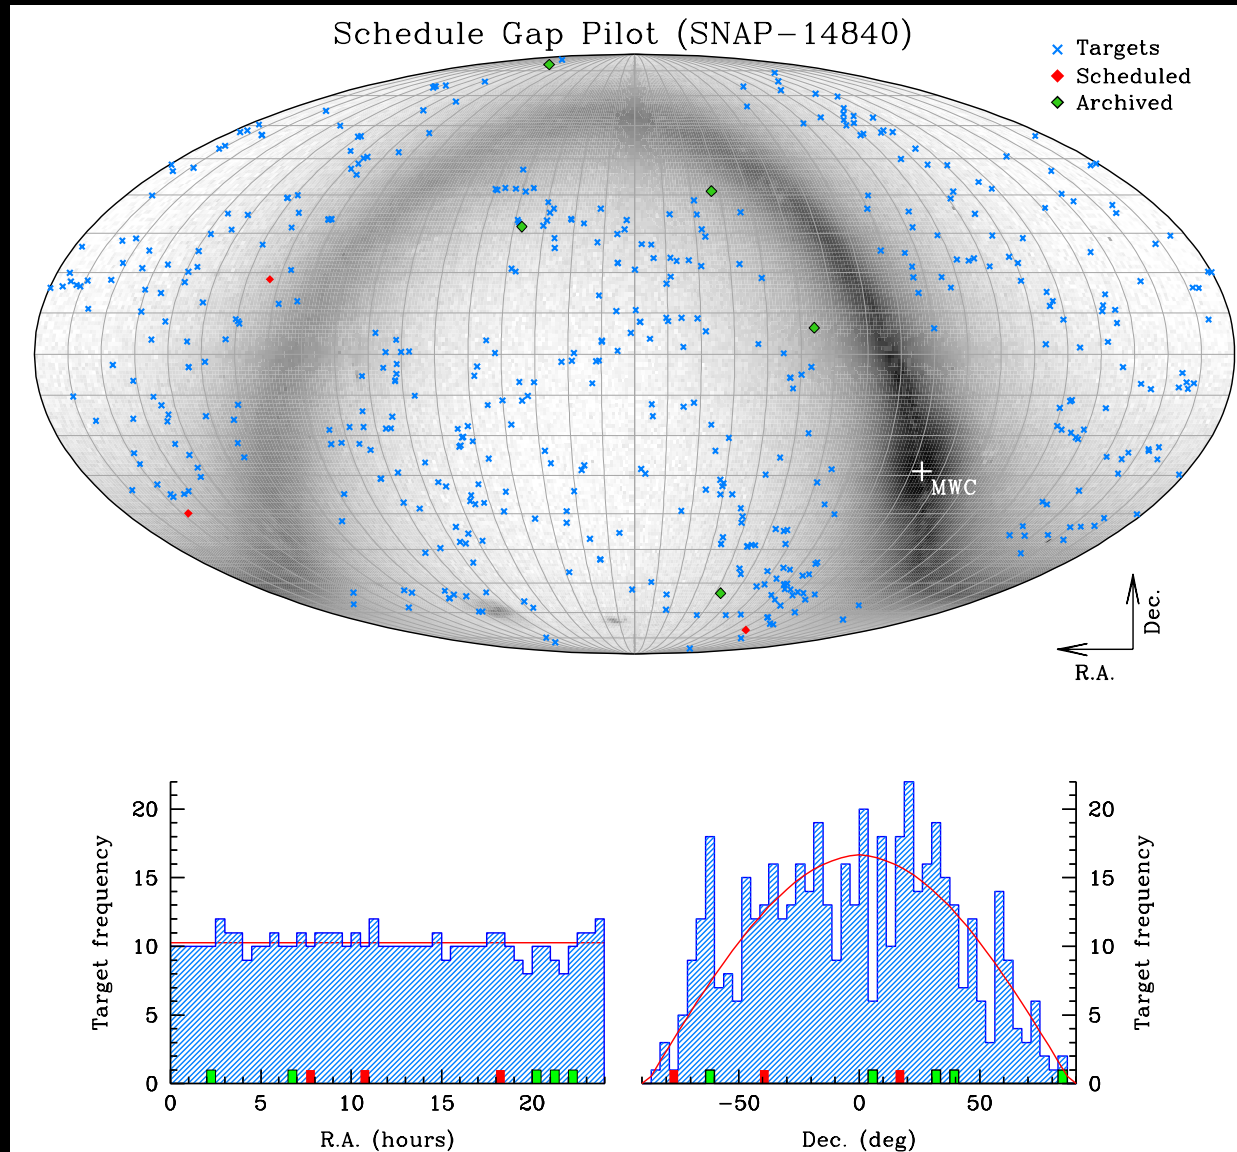 Schedule Gap Pilot (SNAP−14840)
Targets
Scheduled
Archived
MWC
Dec.
R.A.
Target frequency
20
15
10
5
0
0 5 10 15 20
R.A. (hours)
20
15
10
5
0
−50 0 50
Dec. (deg)
Target frequency